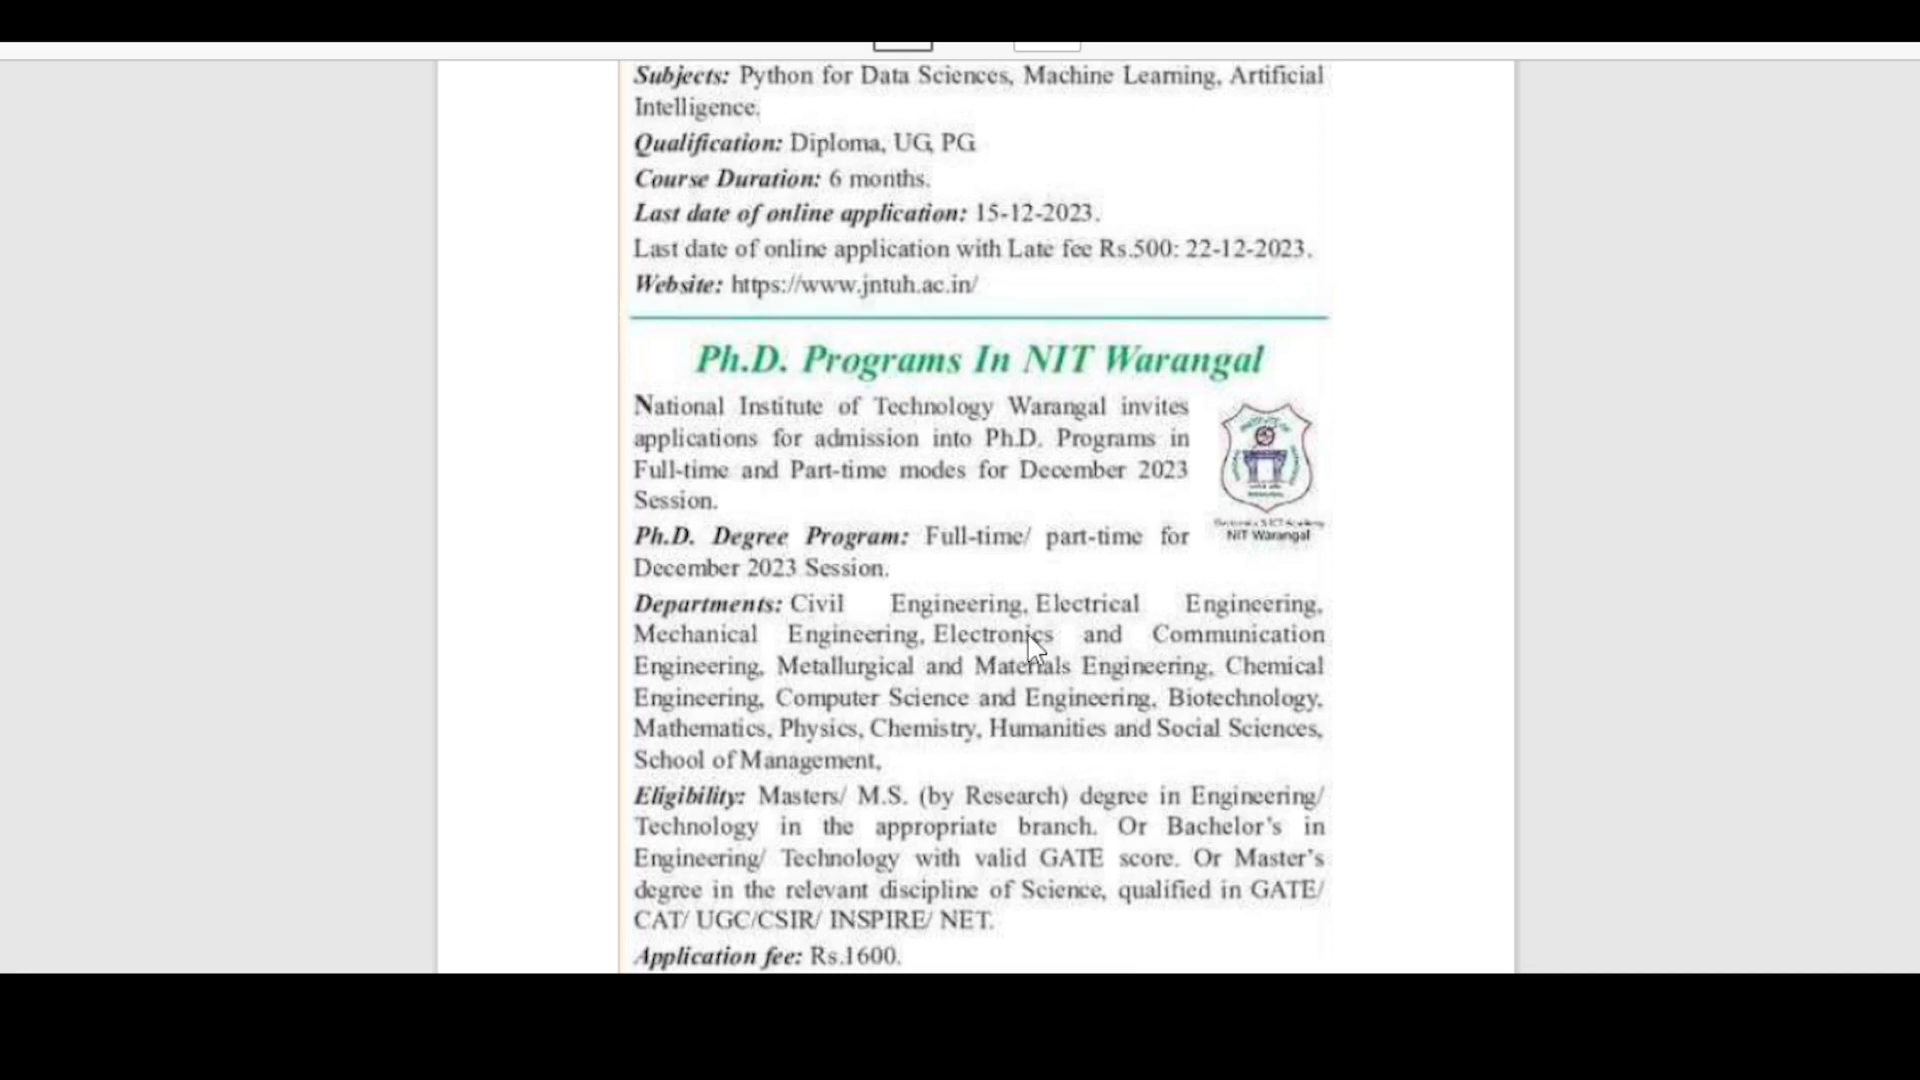 Subjects: Python for Data Sciences, Machine Learning, Artificial
Intelligence.
Qualification: Diploma, UG, PG
Course Duration: 6 months.
Last date of online application: 15-12-2023.
Last date of online application with Late fee Rs.500: 22-12-2023.
Website: https://www.jntuh.ac.in/
Ph.D. Programs In NIT Warangal
National Institute of Technology Warangal invites
applications for admission into Ph.D. Programs in
Full-time and Part-time modes for December 2023
Session.
NIT Warangal
Ph.D. Degree Program: Full-time/ part-time for
December 2023 Session.
Departments: Civil Engineering, Electrical Engineering,
Mechanical Engineering, Electronics and Communication
Engineering, Metallurgical and Materials Engineering, Chemical
Engineering, Computer Science and Engineering, Biotechnology,
Mathematics, Physics, Chemistry, Humanities and Social Sciences,
School of Management,
Eligibility: Masters/ M.S. (by Research) degree in Engineering/
Technology in the appropriate branch. Or Bachelor's in
Engineering/ Technology with valid GATE score. Or Master's
degree in the relevant discipline of Science, qualified in GATE/
CAT/ UGC/CSIR/ INSPIRE/ NET.
Application fee: Rs.1600.